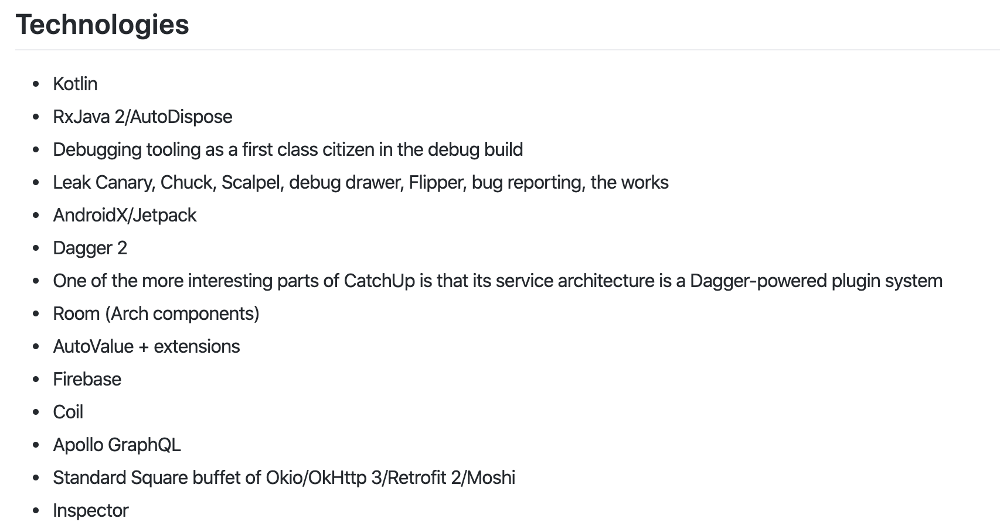 Technologies
• Kotlin
• RxJava 2/AutoDispose
• Debugging tooling as a first class citizen in the debug build
• Leak Canary, Chuck, Scalpel, debug drawer, Flipper, bug reporting, the works
• AndroidX/Jetpack
• Dagger 2
• One of the more interesting parts of CatchUp is that its service architecture is a Dagger-powered plugin system
• Room (Arch components)
• AutoValue + extensions
• Firebase
• Coil
• Apollo GraphQL
• Standard Square buffet of Okio/OkHttp 3/Retrofit 2/Moshi
• Inspector